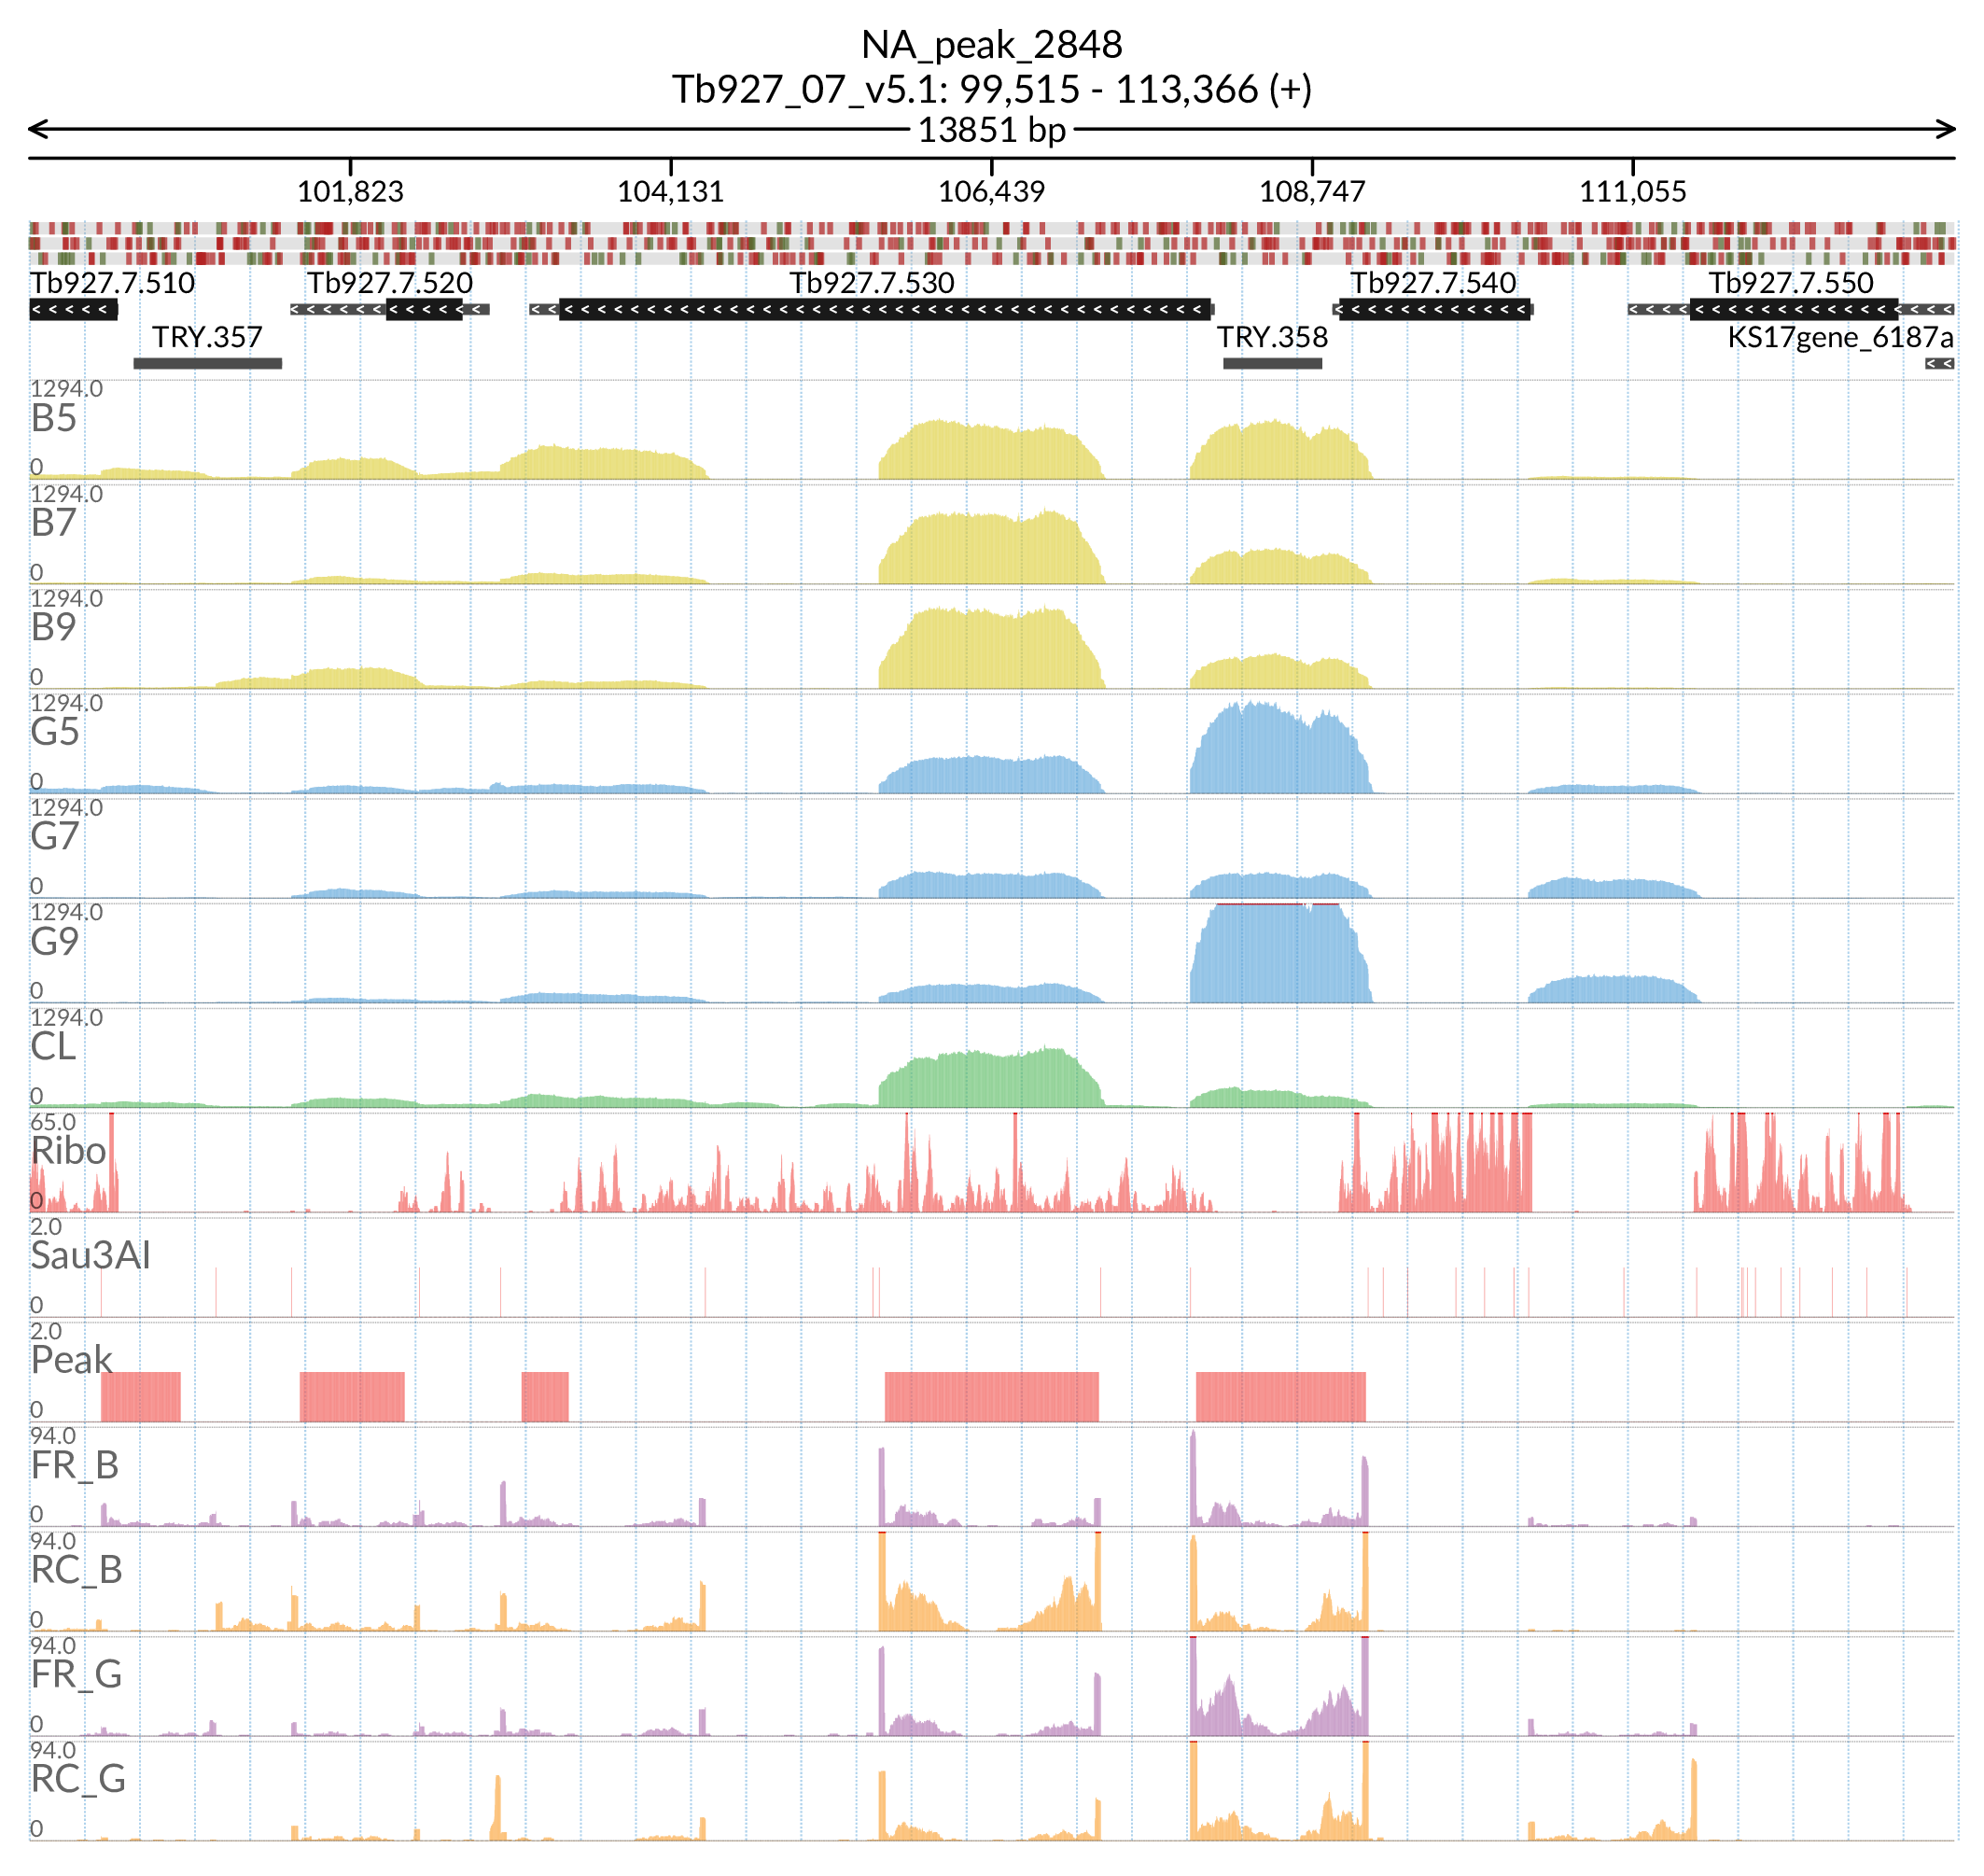 NA_peak_2848
Tb927_07_v5.1: 99,515 - 113,366 (+)
13851 bp
101,823 104,131 106,439 108,747 111,055
Tb927.7.510 Tb927.7.520 Tb927.7.530 Tb927.7.540 Tb927.7.550
TRY.357 TRY.358 KS17gene_6187a
1294.0
B5
0
1294.0
B7
0
1294.0
B9
0
1294.0
G5
0
1294.0
G7
0
1294.0
G9
0
1294.0
CL
0
65.0
Ribo
0
2.0
Sau3AI
0
2.0
Peak
0
94.0
FR_B
0
94.0
RC_B
0
94.0
FR_G
0
94.0
RC_G
0